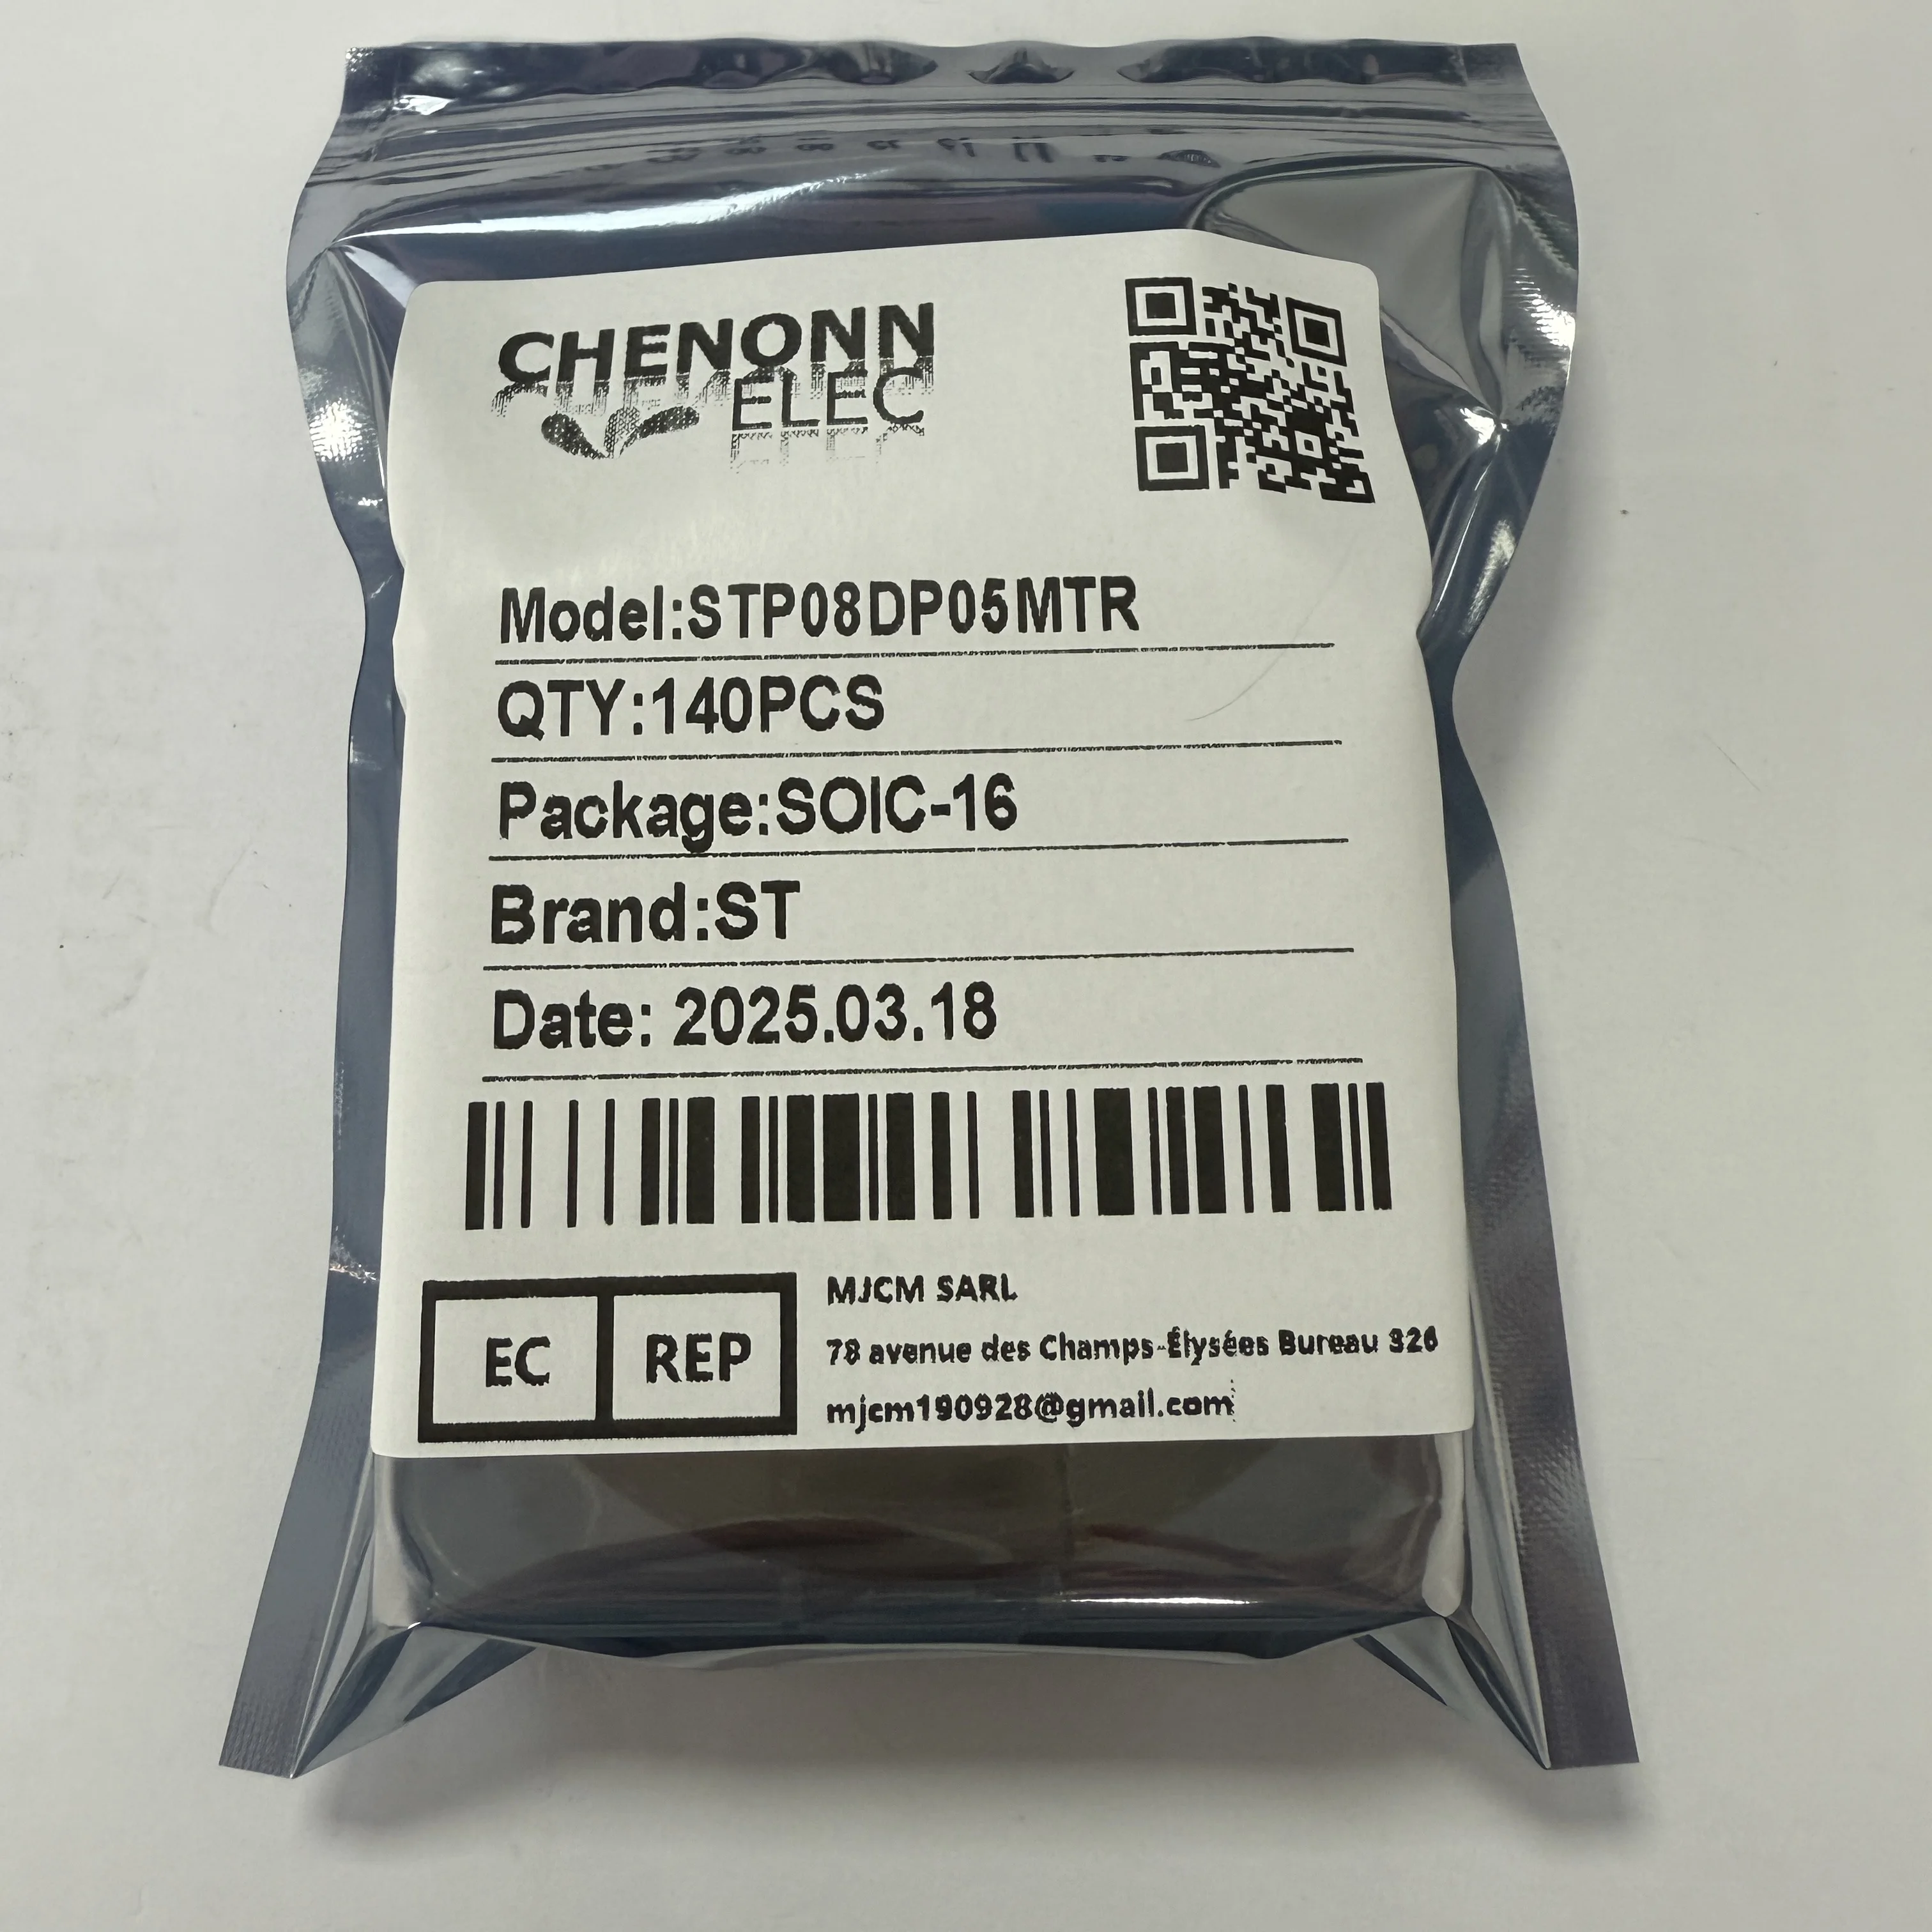 CHENONN
ELEC
Model:STP08DP05MTR
QTY:140PCS
Package:SOIC-16
Brand:ST
Date: 2025.03.18
EC REP
MJCM SARL
78 avenue des Champs-Élysées Bureau 326
mjcm190928@gmail.com